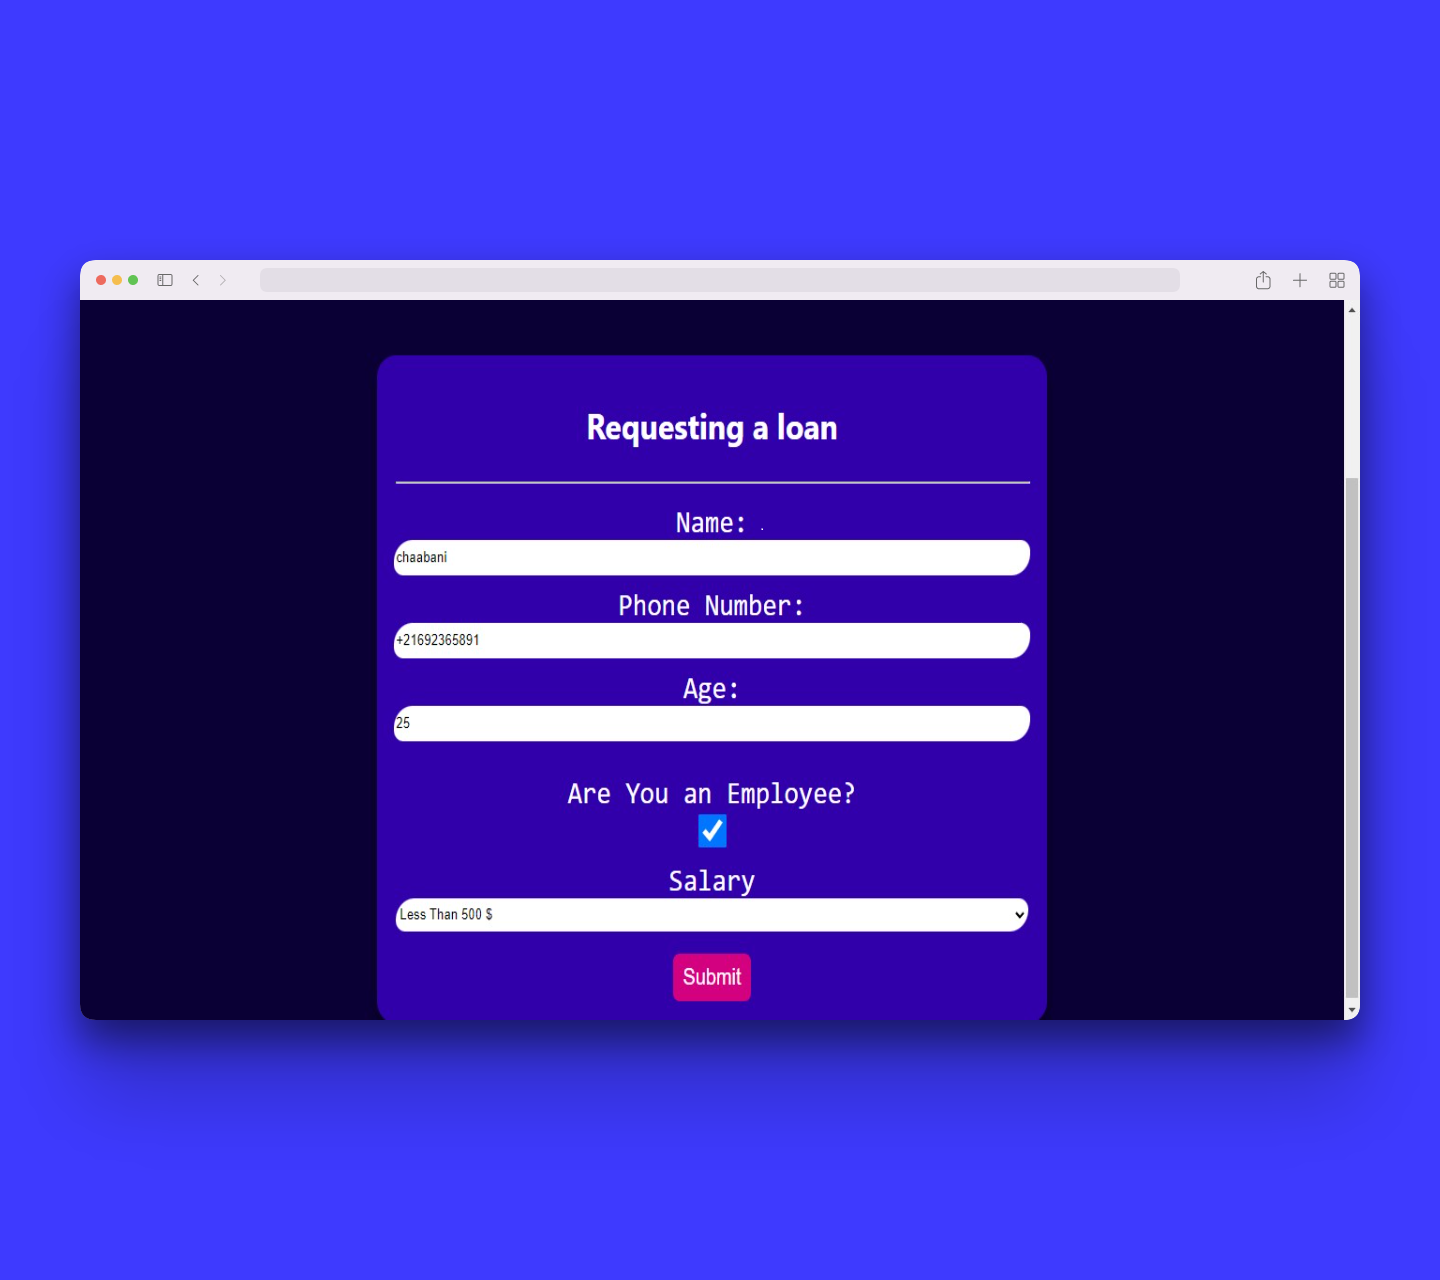 Requesting a loan
Name: .
chaabani
Phone Number:
+21692365891
Age:
25
Are You an Employee?
Salary
Less Than 500 $
Submit